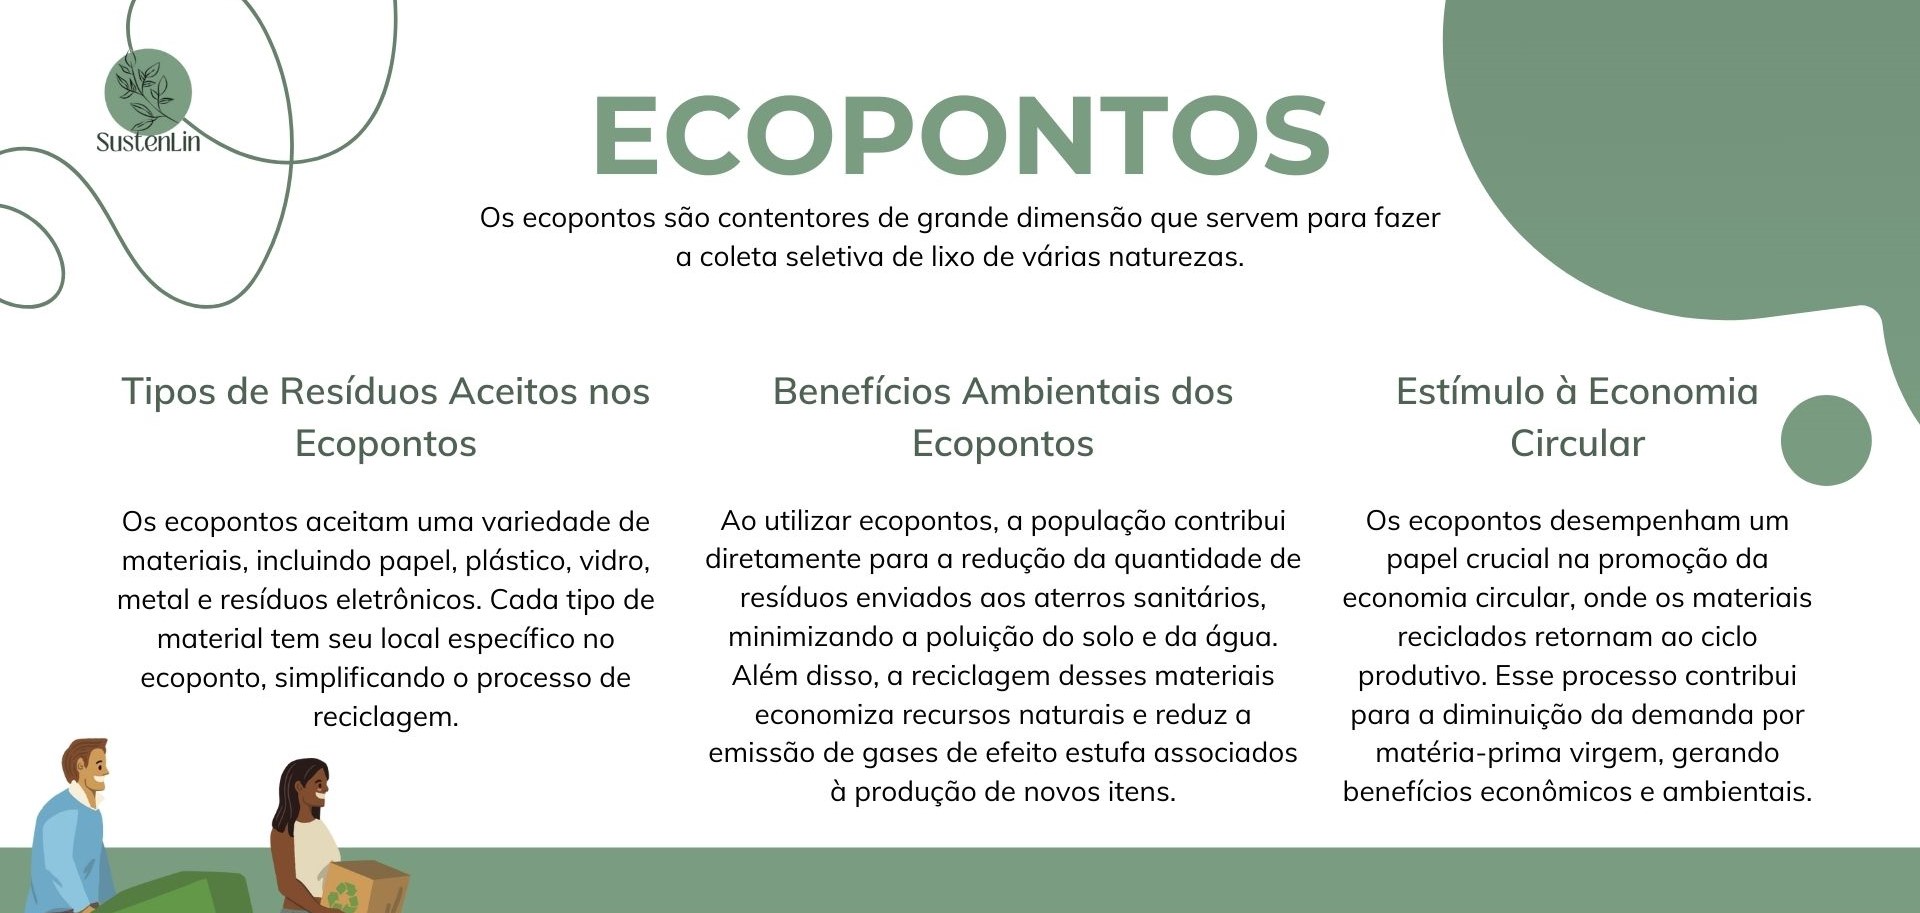 SustenLin
ECOPONTOS
Os ecopontos são contentores de grande dimensão que servem para fazer
a coleta seletiva de lixo de várias naturezas.
Tipos de Resíduos Aceitos nos
Ecopontos
Os ecopontos aceitam uma variedade de
materiais, incluindo papel, plástico, vidro,
metal e resíduos eletrônicos. Cada tipo de
material tem seu local específico no
ecoponto, simplificando o processo de
reciclagem.
Benefícios Ambientais dos
Ecopontos
Ao utilizar ecopontos, a população contribui
diretamente para a redução da quantidade de
resíduos enviados aos aterros sanitários,
minimizando a poluição do solo e da água.
Além disso, a reciclagem desses materiais
economiza recursos naturais e reduz a
emissão de gases de efeito estufa associados
à produção de novos itens.
Estímulo à Economia
Circular
Os ecopontos desempenham um
papel crucial na promoção da
economia circular, onde os materiais
reciclados retornam ao ciclo
produtivo. Esse processo contribui
para a diminuição da demanda por
matéria-prima virgem, gerando
benefícios econômicos e ambientais.